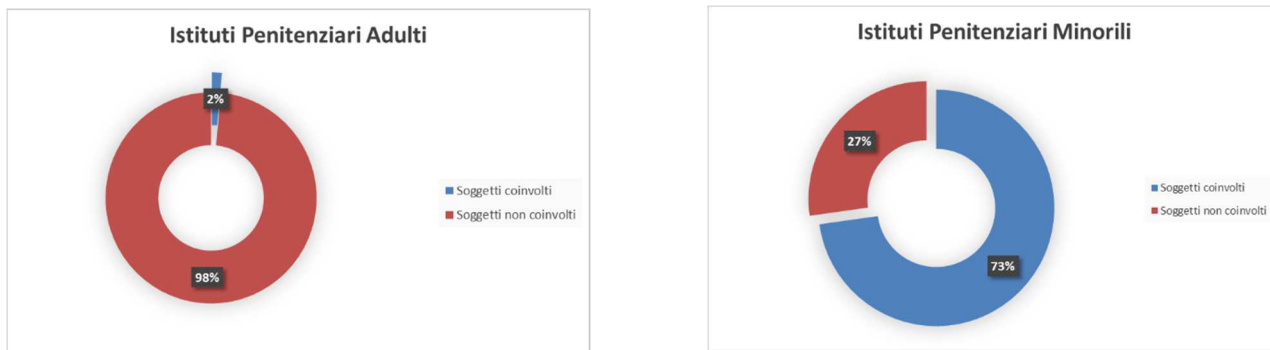 Istituti Penitenziari Adulti
2%
98%
Soggetti coinvolti
Soggetti non coinvolti
Istituti Penitenziari Minorili
27%
73%
Soggetti coinvolti
Soggetti non coinvolti